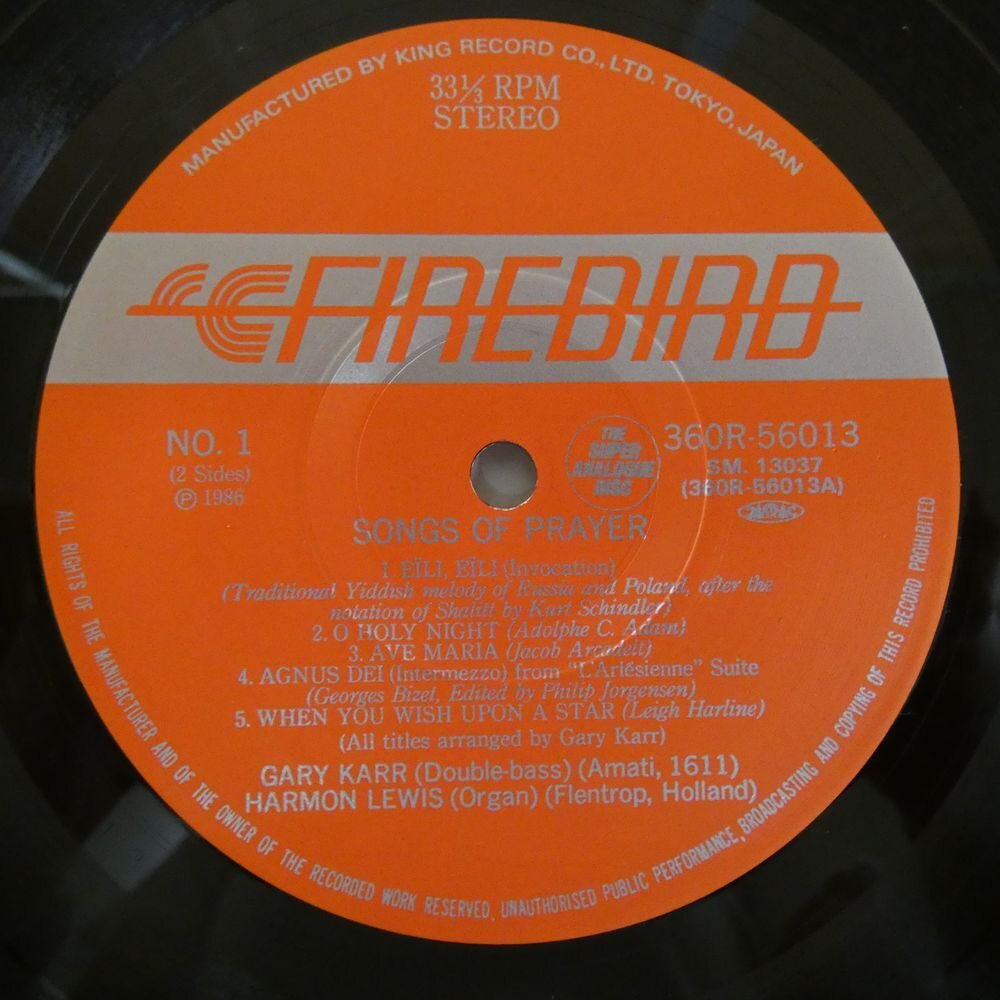 MANUFACTURED BY KING RECORD CO., LTD. TOKYO, JAPAN
33⅓ RPM
STEREO
FIREBIRD
NO. 1
(2 Sides)
Ⓟ 1986
THE
SUPER
ANALOGUE
DISC
360R-56013
SM. 13037
(360R-56013A)
SONGS OF PRAYER
1. EÏLI, EÏLI (Invocation)
(Traditional Yiddish melody of Russia and Poland, after the
notation of Shalitt by Kurt Schindler)
2. O HOLY NIGHT (Adolphe C. Adam)
3. AVE MARIA (Jacob Arcadelt)
4. AGNUS DEI (Intermezzo) from "L'Arlésienne" Suite
(Georges Bizet, Edited by Philip Jorgensen)
5. WHEN YOU WISH UPON A STAR (Leigh Harline)
(All titles arranged by Gary Karr)
GARY KARR (Double-bass) (Amati, 1611)
HARMON LEWIS (Organ) (Flentrop, Holland)
ALL RIGHTS OF THE MANUFACTURER AND OF THE OWNER OF THE RECORDED WORK RESERVED, UNAUTHORISED PUBLIC PERFORMANCE, BROADCASTING AND COPYING OF THIS RECORD PROHIBITED